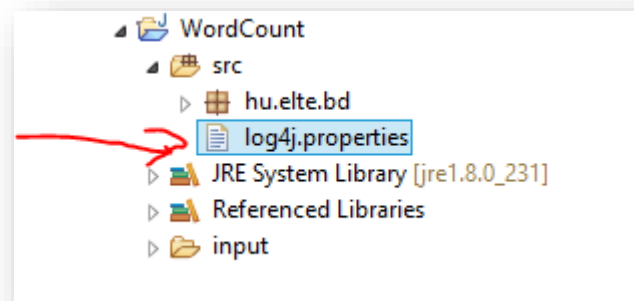 WordCount
src
hu.elte.bd
log4j.properties
JRE System Library [jre1.8.0_231]
Referenced Libraries
input